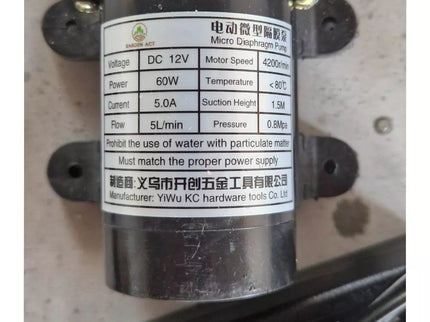 电动微型隔膜泵
GARDEN ACT
Micro Diaphragm Pump
Voltage DC 12V Motor Speed 4200r/min
Power 60W Temperature <80℃
Current 5.0A Suction Height 1.5M
Flow 5L/min Pressure 0.8Mpa
Prohibit the use of water with particulate matter
Must match the proper power supply
制造商:义乌市开创五金工具有限公司
Manufacturer: YiWu KC hardware tools Co. Ltd